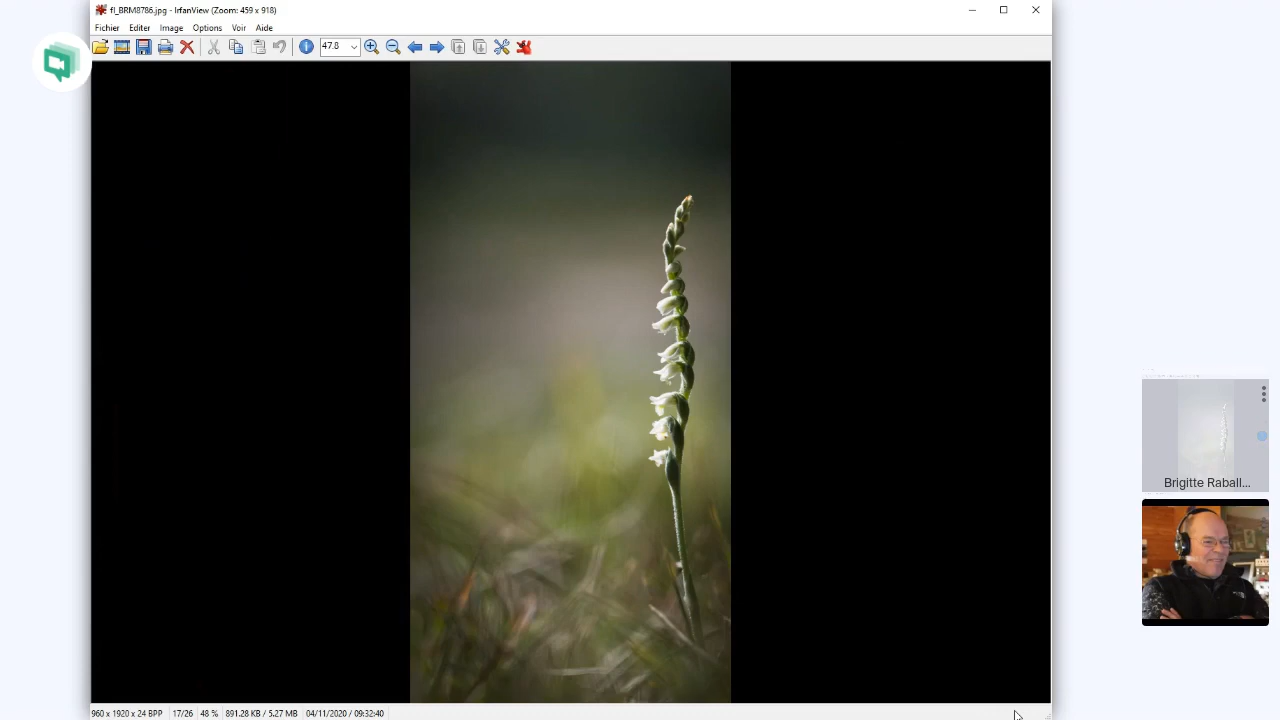 fl_BRM8786.jpg - IrfanView (Zoom: 459 x 918)
Fichier Editer Image Options Voir Aide
47.8
Brigitte Raball...
960 x 1920 x 24 BPP 17/26 48 % 891.28 KB / 5.27 MB 04/11/2020 / 09:32:40